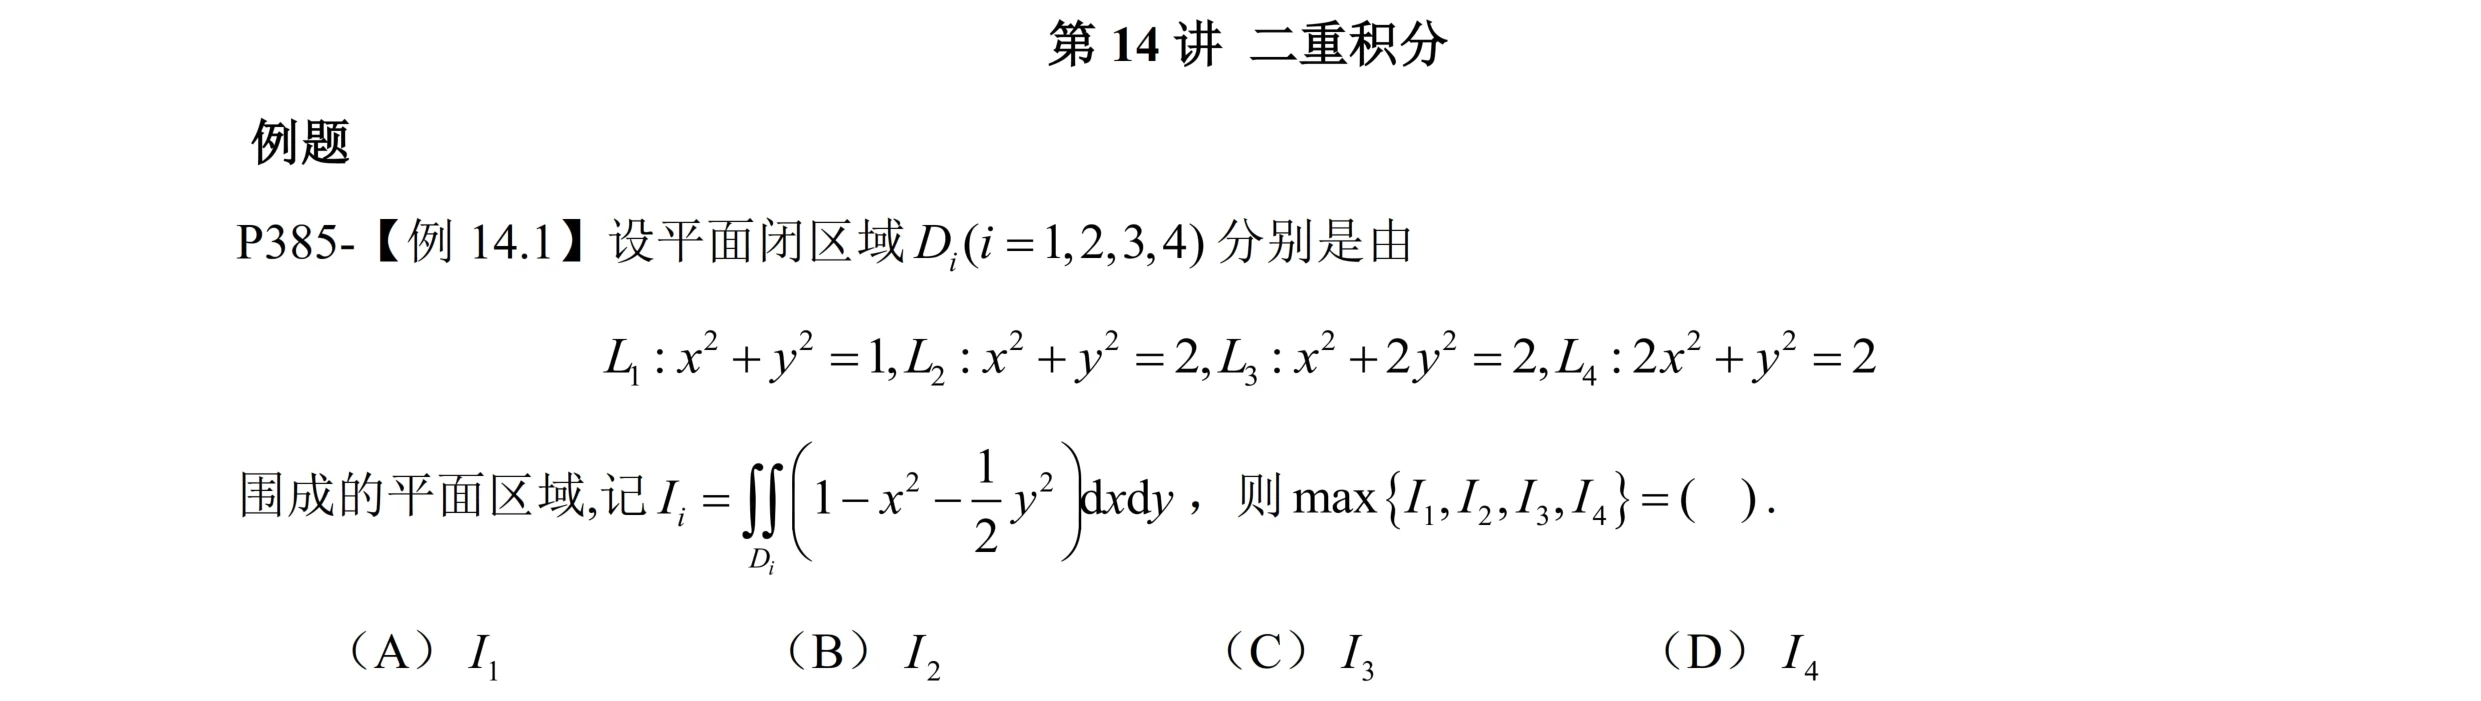 第 14 讲 二重积分
例题
P385-【例 14.1】设平面闭区域 $D_i(i=1,2,3,4)$ 分别是由
$L_1:x^2+y^2=1,L_2:x^2+y^2=2,L_3:x^2+2y^2=2,L_4:2x^2+y^2=2$
围成的平面区域,记 $I_i=\iint\limits_{D_i}\left(1-x^2-\frac{1}{2}y^2\right)\mathrm{d}x\mathrm{d}y$，则 $\max\{I_1,I_2,I_3,I_4\}=(\quad).$
（A）$I_1$ （B）$I_2$ （C）$I_3$ （D）$I_4$